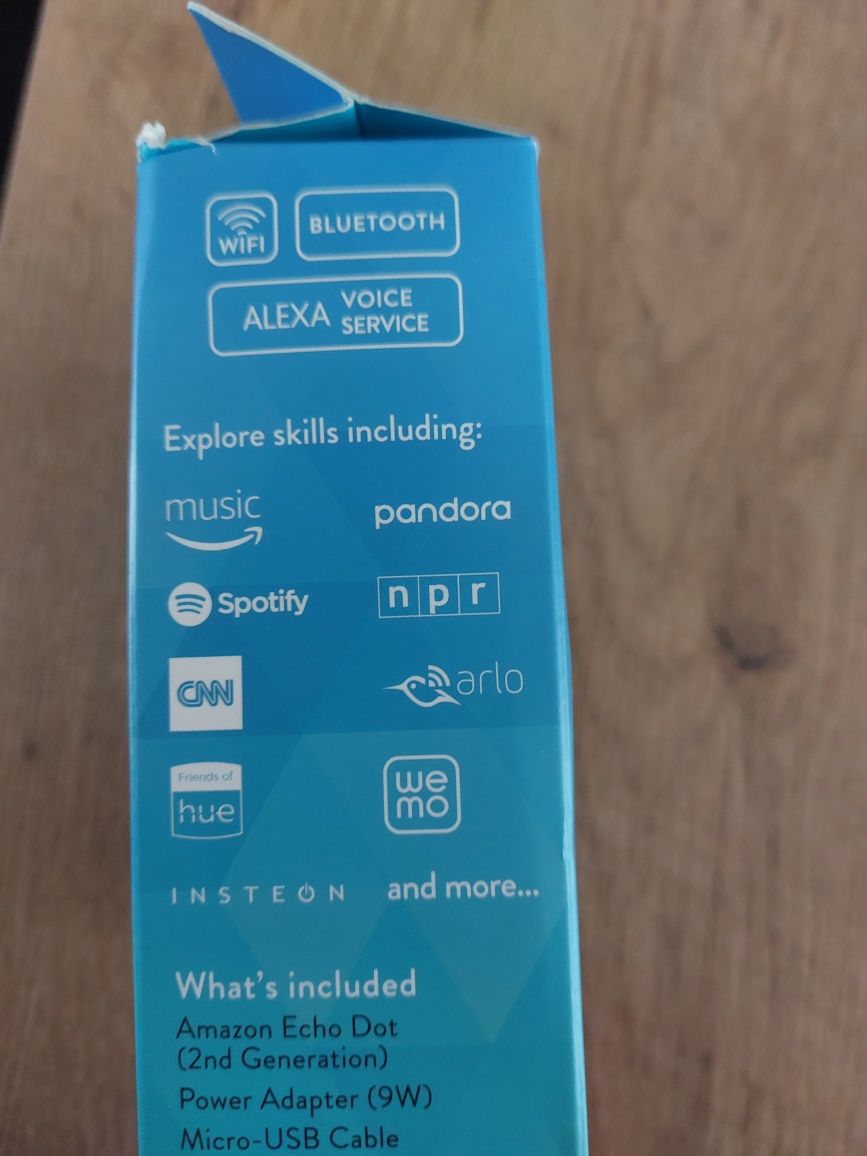 WiFi BLUETOOTH
ALEXA VOICE SERVICE
Explore skills including:
music pandora
Spotify npr
CNN arlo
Friends of
hue
we
mo
INSTEON and more...
What's included
Amazon Echo Dot
(2nd Generation)
Power Adapter (9W)
Micro-USB Cable